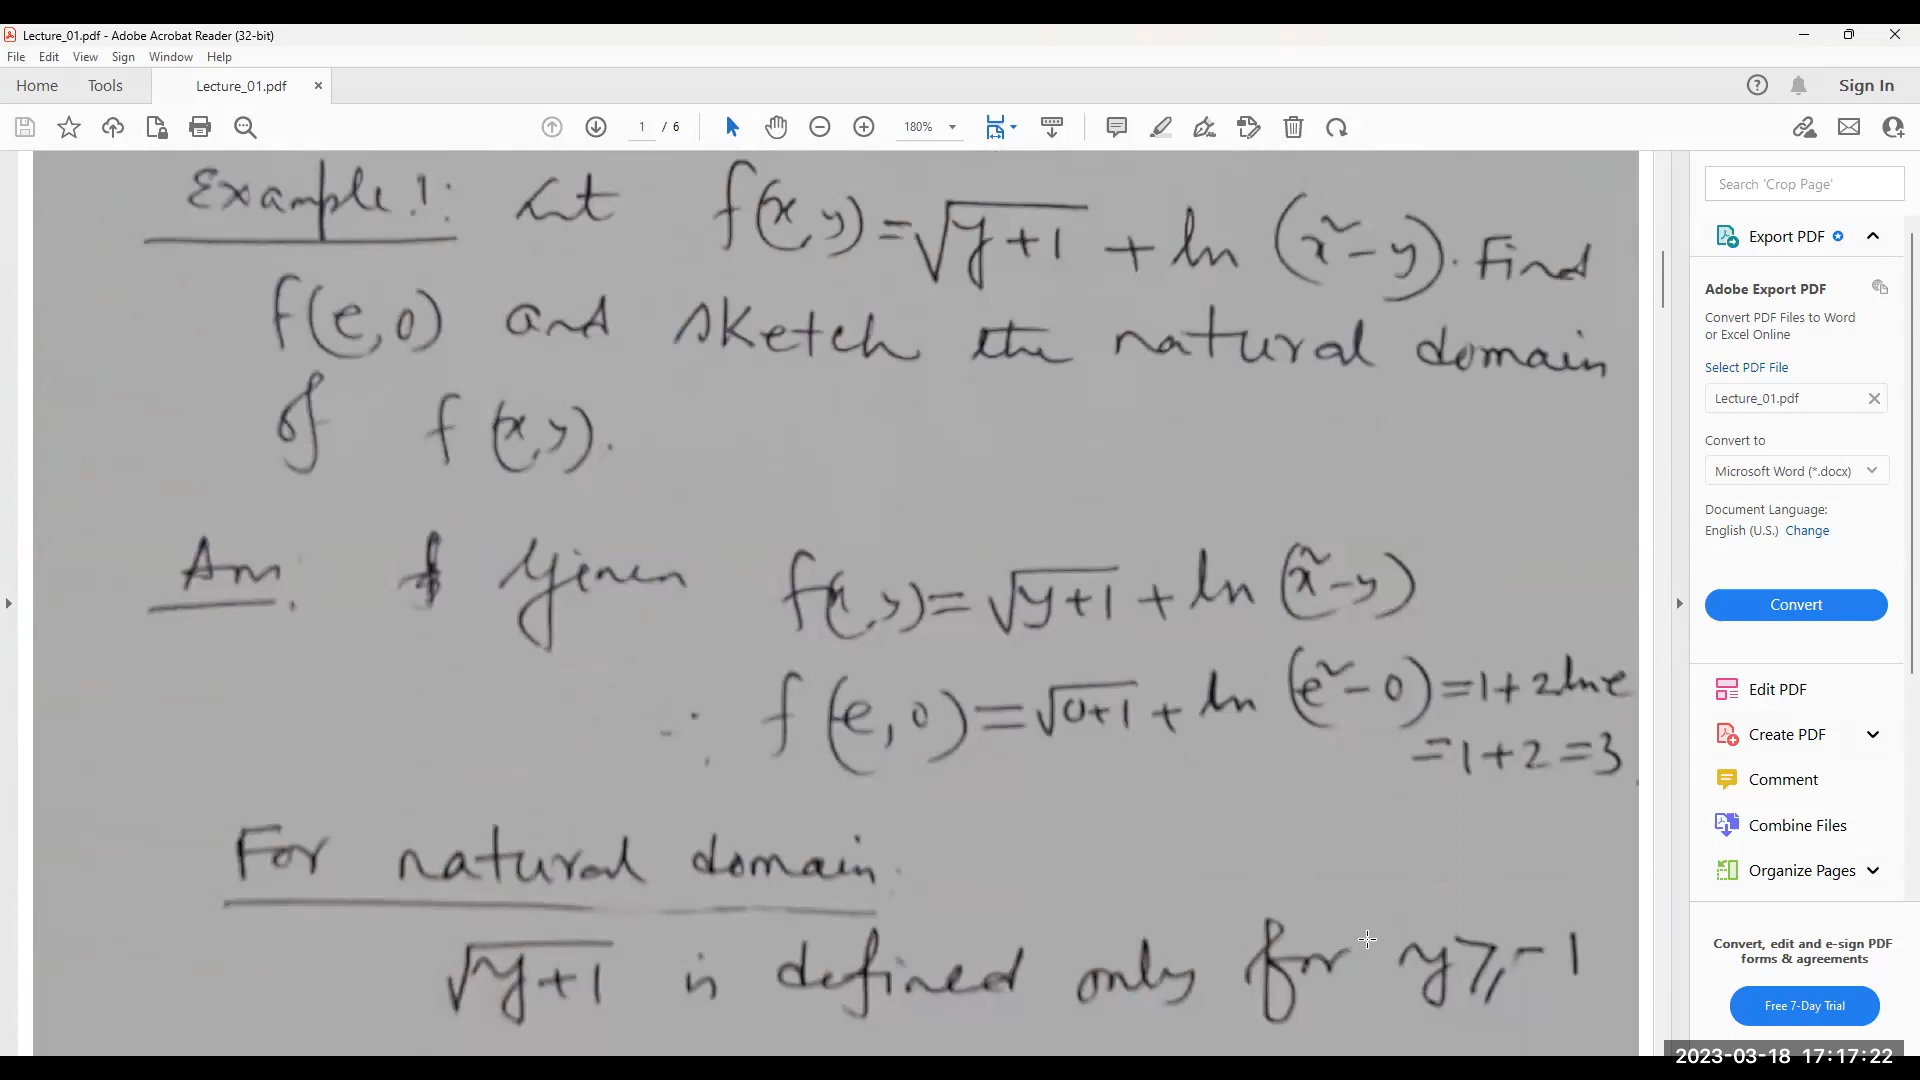 Lecture_01.pdf - Adobe Acrobat Reader (32-bit)
File Edit View Sign Window Help
Home Tools Lecture_01.pdf × Sign In
1 / 6 180%
Example 1: Let f(x,y)=√(y+1) + ln (x²-y). Find
f(e,0) and sketch the natural domain
of f(x,y).
Ans. Given f(x,y)=√(y+1) + ln (x²-y)
∴ f(e,0)=√(0+1) + ln (e²-0)=1+2lne
=1+2=3
For natural domain
√(y+1) is defined only for y≥-1
Search 'Crop Page'
Export PDF
Adobe Export PDF
Convert PDF Files to Word
or Excel Online
Select PDF File
Lecture_01.pdf
Convert to
Microsoft Word (*.docx)
Document Language:
English (U.S.) Change
Convert
Edit PDF
Create PDF
Comment
Combine Files
Organize Pages
Convert, edit and e-sign PDF
forms & agreements
Free 7-Day Trial
2023-03-18 17:17:22